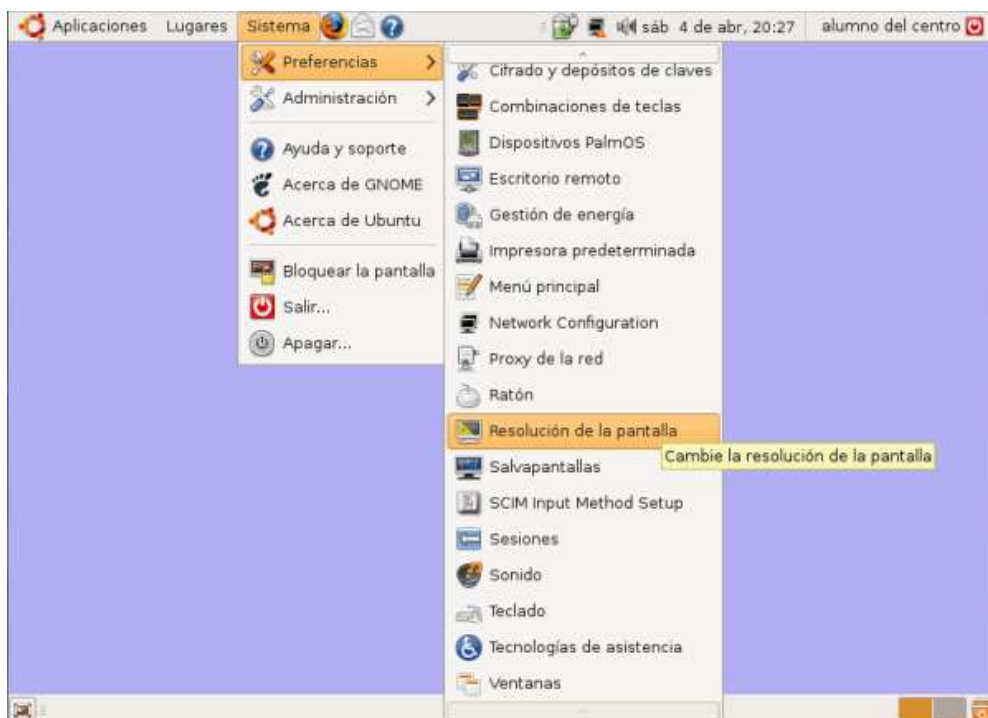 Aplicaciones Lugares Sistema sáb 4 de abr, 20:27 alumno del centro
Preferencias
Administración
Ayuda y soporte
Acerca de GNOME
Acerca de Ubuntu
Bloquear la pantalla
Salir...
Apagar...
Cifrado y depósitos de claves
Combinaciones de teclas
Dispositivos PalmOS
Escritorio remoto
Gestión de energía
Impresora predeterminada
Menú principal
Network Configuration
Proxy de la red
Ratón
Resolución de la pantalla
Cambie la resolución de la pantalla
Salvapantallas
SCIM Input Method Setup
Sesiones
Sonido
Teclado
Tecnologías de asistencia
Ventanas